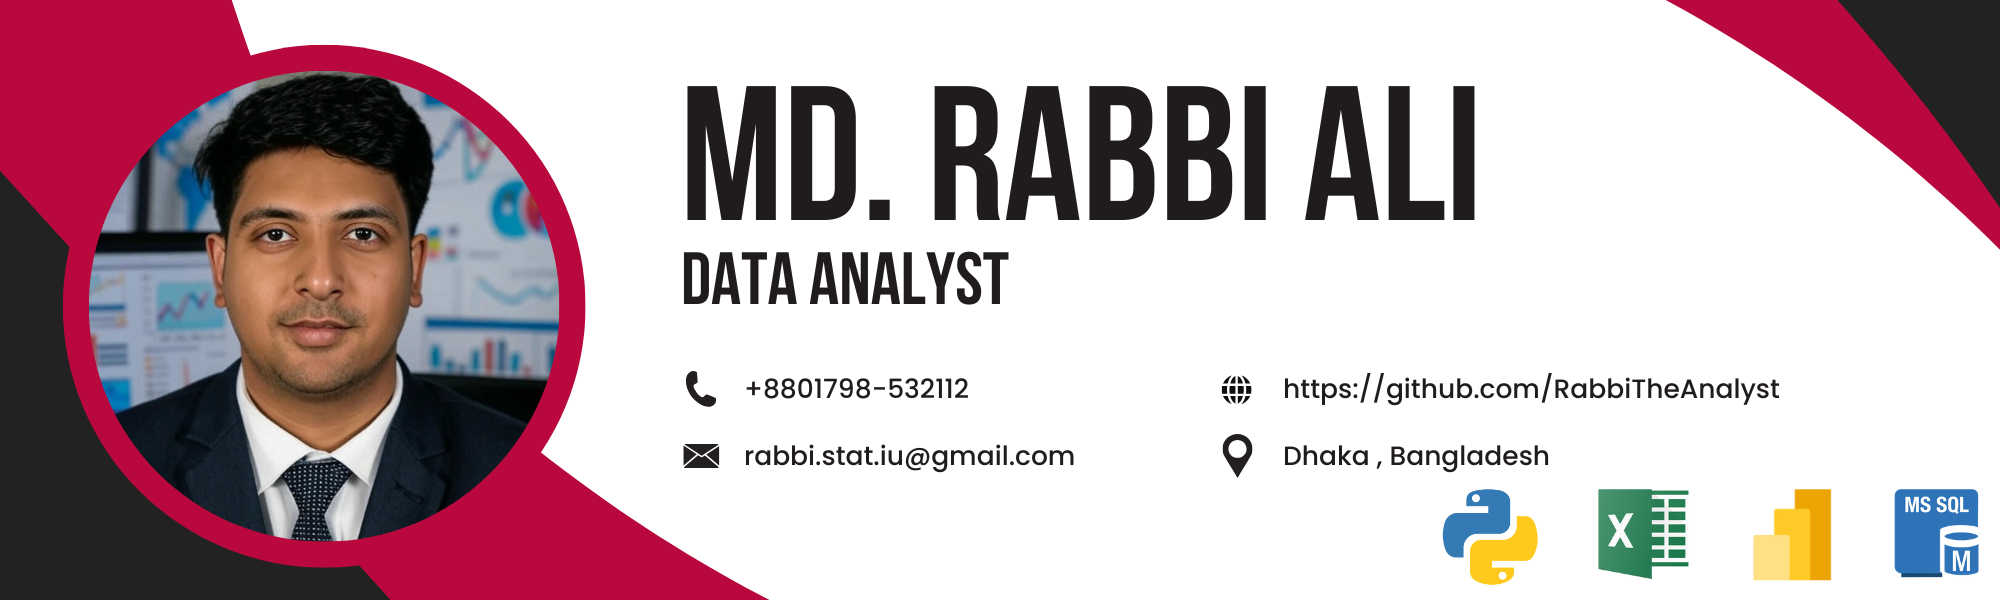 MD. RABBI ALI
DATA ANALYST
+8801798-532112
https://github.com/RabbiTheAnalyst
rabbi.stat.iu@gmail.com
Dhaka , Bangladesh
X
MS SQL
M